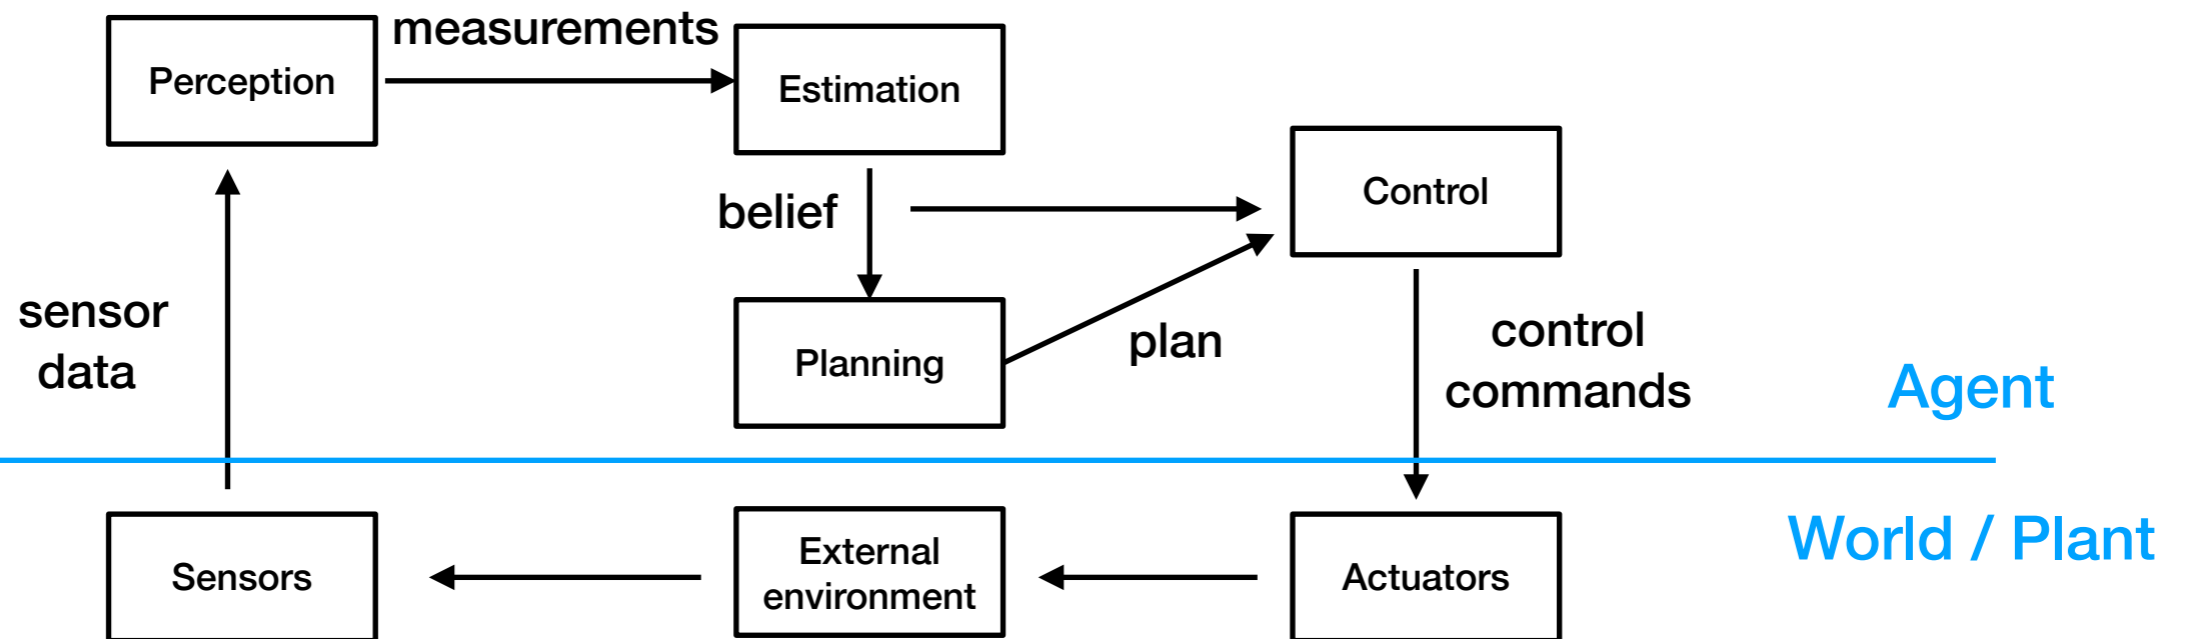 measurements
Perception
Estimation
Control
belief
sensor
data
Planning
plan
control
commands
Agent
World / Plant
Sensors
External
environment
Actuators